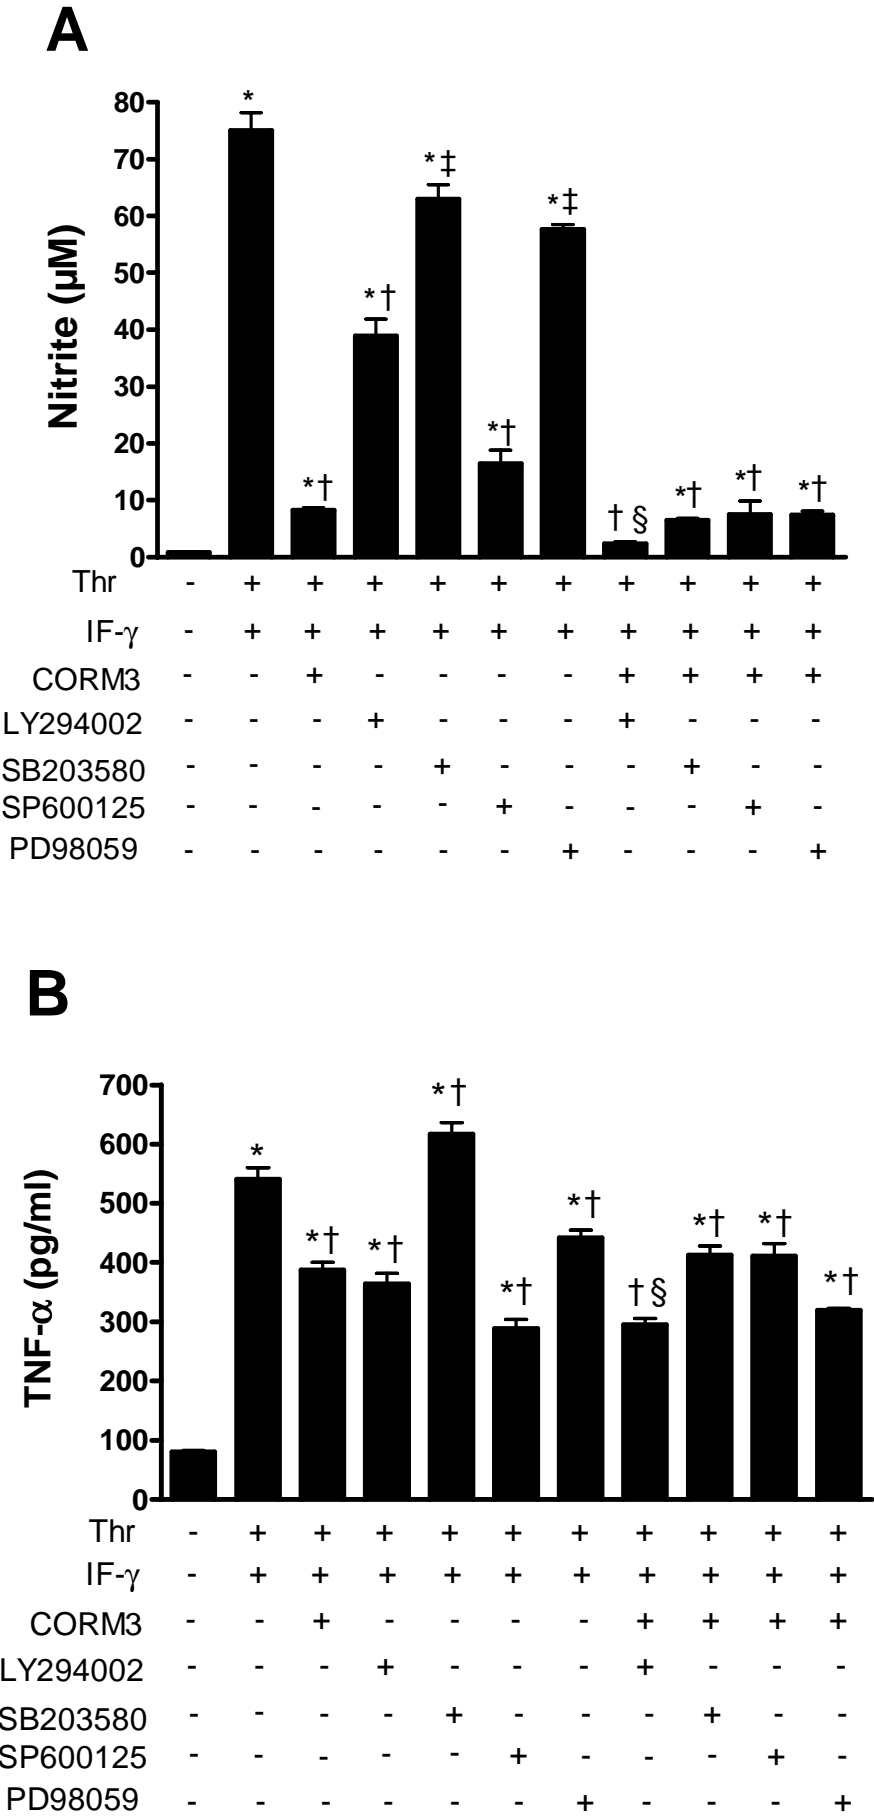 A
80
70
60
50
40
30
20
10
0
Nitrite (µM)
*
*†
*†
*‡
*†
*‡
† §
*†
*†
*†
Thr - + + + + + + + + + +
IF-γ - + + + + + + + + + +
CORM3 - - + - - - - + + + +
LY294002 - - - + - - - + - - -
SB203580 - - - - + - - - + - -
SP600125 - - - - - + - - - + -
PD98059 - - - - - - + - - - +
B
700
600
500
400
300
200
100
0
TNF-α (pg/ml)
*
*†
*†
*†
*†
*†
†§
*†
*†
*†
Thr - + + + + + + + + + +
IF-γ - + + + + + + + + + +
CORM3 - - + - - - - + + + +
LY294002 - - - + - - - + - - -
SB203580 - - - - + - - - + - -
SP600125 - - - - - + - - - + -
PD98059 - - - - - - + - - - +